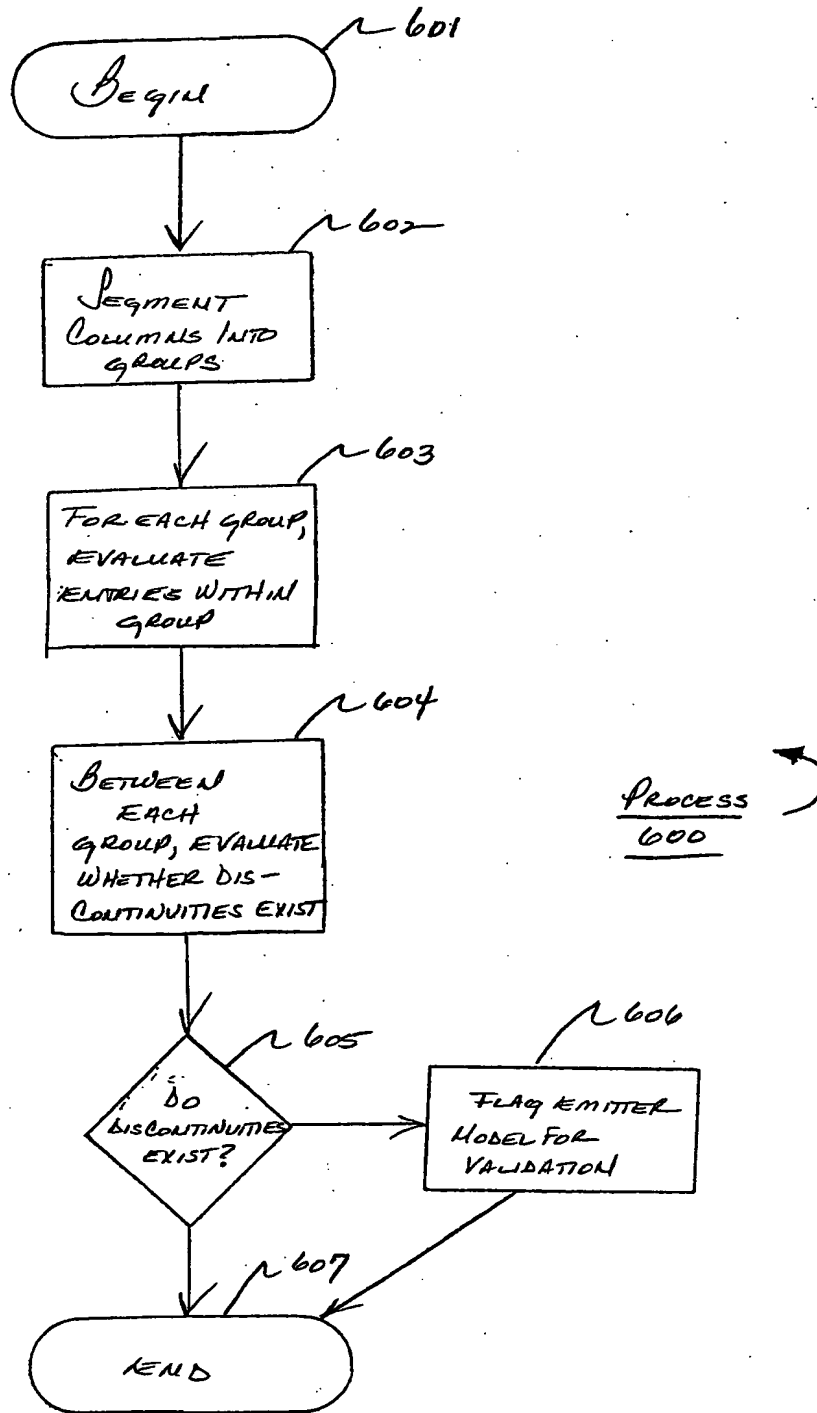 601
Begin
602
Segment
Columns Into
Groups
603
For each group,
evaluate
entries within
group
604
Between
each
group, evaluate
whether dis-
continuities exist
Process
600
605
Do
discontinuities
exist?
606
Flag emitter
model for
validation
607
End